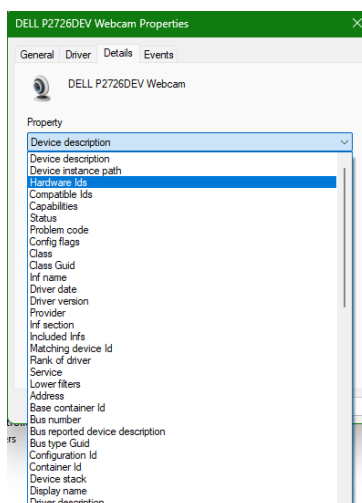 DELL P2726DEV Webcam Properties
General Driver Details Events
DELL P2726DEV Webcam
Property
Device description
Device description
Device instance path
Hardware Ids
Compatible Ids
Capabilities
Status
Problem code
Config flags
Class
Class Guid
Inf name
Driver date
Driver version
Provider
Inf section
Included Infs
Matching device Id
Rank of driver
Service
Lower filters
Address
Base container Id
Bus number
Bus reported device description
Bus type Guid
Configuration Id
Container Id
Device stack
Display name
Driver description